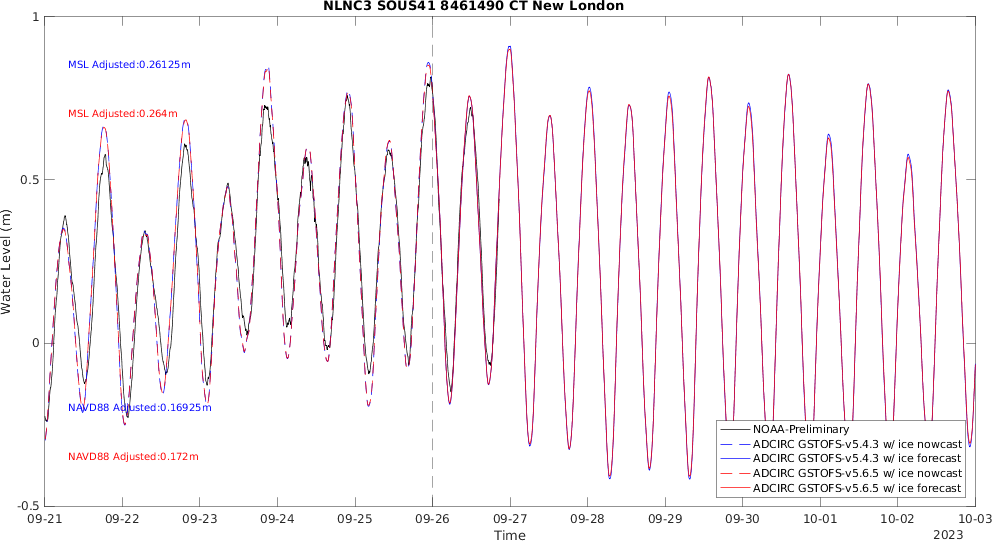 NLNC3 SOUS41 8461490 CT New London
1
MSL Adjusted:0.26125m
MSL Adjusted:0.264m
0.5
Water Level (m)
0
NAVD88 Adjusted:0.16925m
NAVD88 Adjusted:0.172m
NOAA-Preliminary
ADCIRC GSTOFS-v5.4.3 w/ ice nowcast
ADCIRC GSTOFS-v5.4.3 w/ ice forecast
ADCIRC GSTOFS-v5.6.5 w/ ice nowcast
ADCIRC GSTOFS-v5.6.5 w/ ice forecast
-0.5
09-21 09-22 09-23 09-24 09-25 09-26 09-27 09-28 09-29 09-30 10-01 10-02 10-03
Time
2023